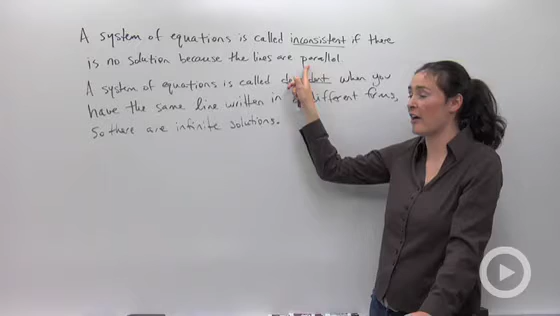 A system of equations is called inconsistent if there
is no solution because the lines are parallel.
A system of equations is called when you
have the same line written in different forms,
so there are infinite solutions.